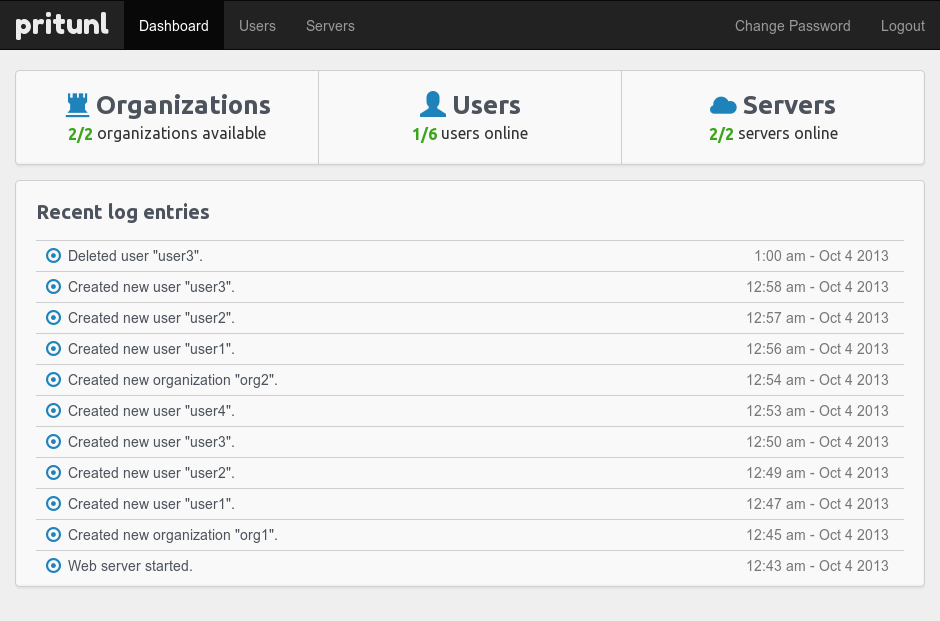 pritunl Dashboard Users Servers Change Password Logout
Organizations Users Servers
2/2 organizations available 1/6 users online 2/2 servers online
Recent log entries
Deleted user "user3". 1:00 am - Oct 4 2013
Created new user "user3". 12:58 am - Oct 4 2013
Created new user "user2". 12:57 am - Oct 4 2013
Created new user "user1". 12:56 am - Oct 4 2013
Created new organization "org2". 12:54 am - Oct 4 2013
Created new user "user4". 12:53 am - Oct 4 2013
Created new user "user3". 12:50 am - Oct 4 2013
Created new user "user2". 12:49 am - Oct 4 2013
Created new user "user1". 12:47 am - Oct 4 2013
Created new organization "org1". 12:45 am - Oct 4 2013
Web server started. 12:43 am - Oct 4 2013